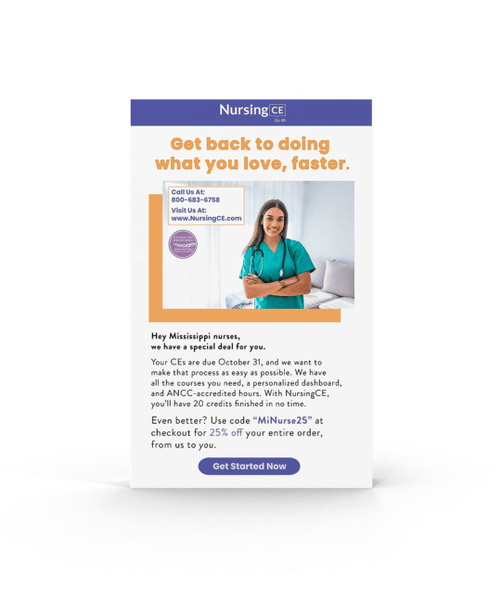 Nursing CE
Get back to doing
what you love, faster.
Call Us At:
800-683-6758
Visit Us At:
www.NursingCE.com
Hey Mississippi nurses,
we have a special deal for you.
Your CEs are due October 31, and we want to
make that process as easy as possible. We have
all the courses you need, a personalized dashboard,
and ANCC-accredited hours. With NursingCE,
you'll have 20 credits finished in no time.
Even better? Use code “MiNurse25” at
checkout for 25% off your entire order,
from us to you.
Get Started Now